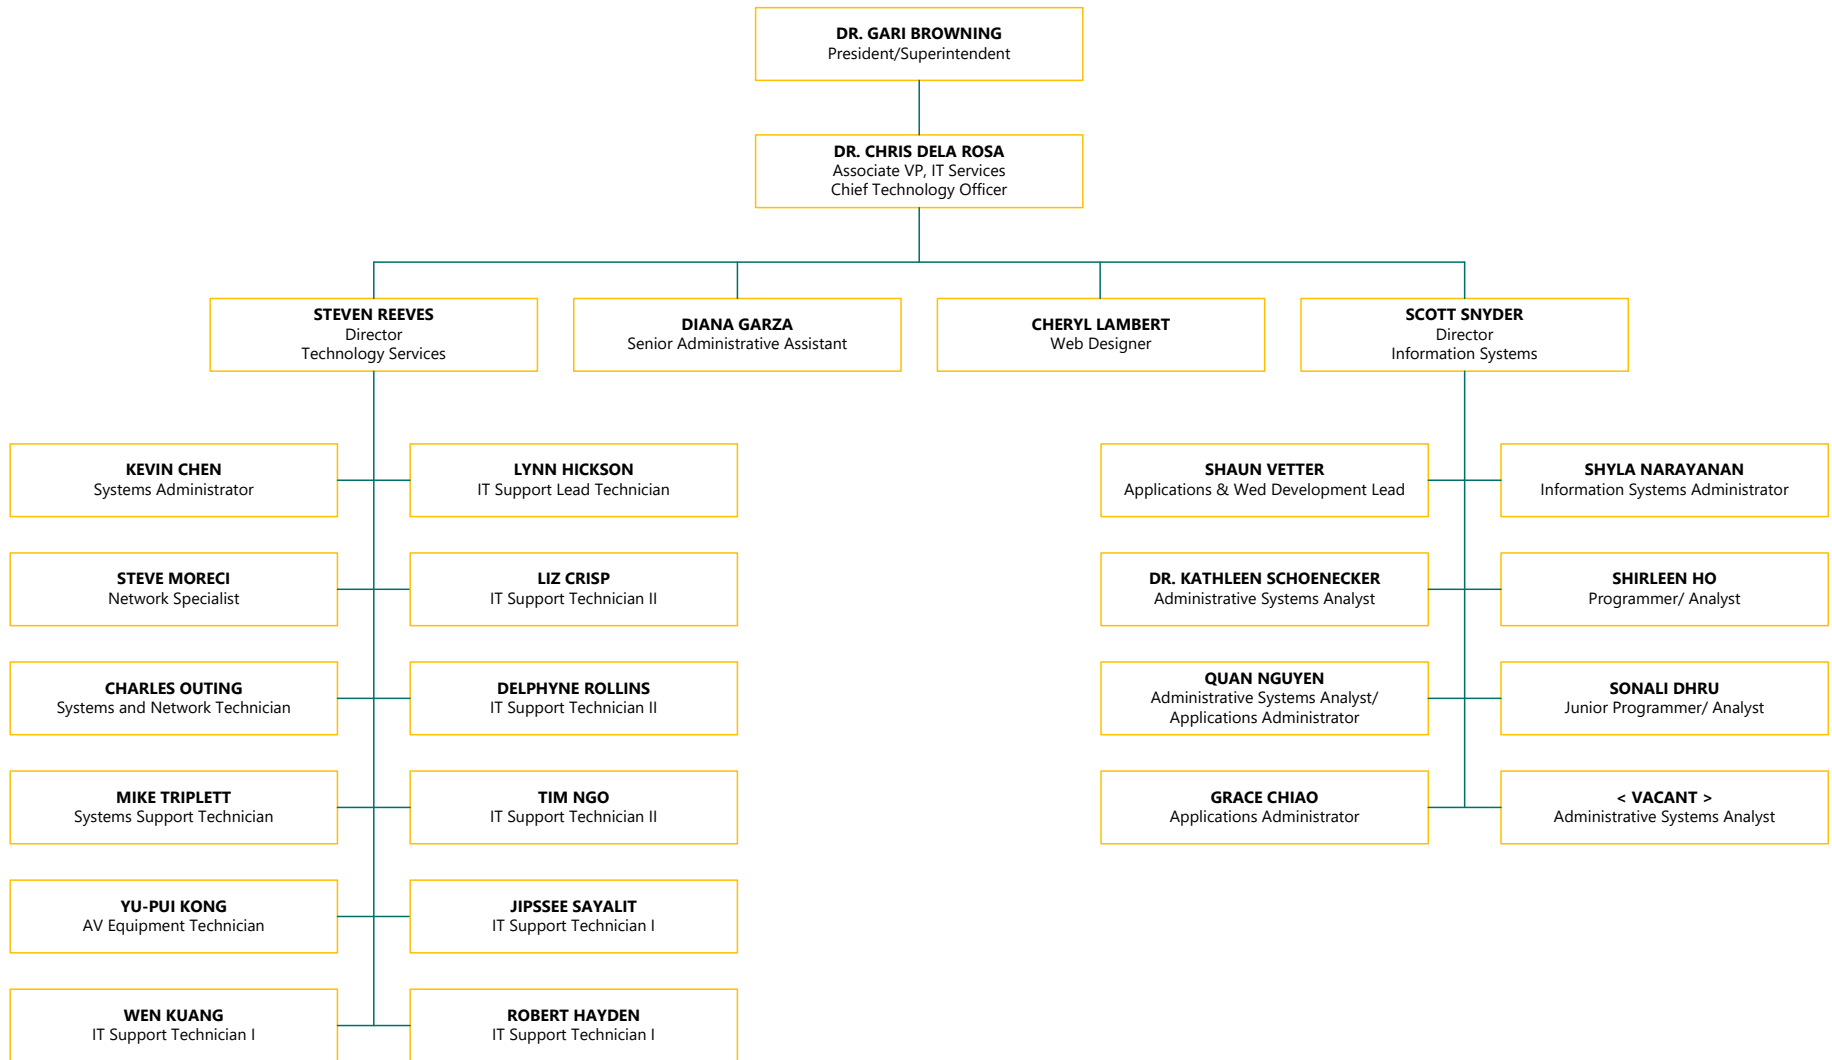 DR. GARI BROWNING
President/Superintendent
DR. CHRIS DELA ROSA
Associate VP, IT Services
Chief Technology Officer
STEVEN REEVES
Director
Technology Services
DIANA GARZA
Senior Administrative Assistant
CHERYL LAMBERT
Web Designer
SCOTT SNYDER
Director
Information Systems
KEVIN CHEN
Systems Administrator
LYNN HICKSON
IT Support Lead Technician
SHAUN VETTER
Applications & Wed Development Lead
SHYLA NARAYANAN
Information Systems Administrator
STEVE MORECI
Network Specialist
LIZ CRISP
IT Support Technician II
DR. KATHLEEN SCHOENECKER
Administrative Systems Analyst
SHIRLEEN HO
Programmer/ Analyst
CHARLES OUTING
Systems and Network Technician
DELPHYNE ROLLINS
IT Support Technician II
QUAN NGUYEN
Administrative Systems Analyst/
Applications Administrator
SONALI DHRU
Junior Programmer/ Analyst
MIKE TRIPLETT
Systems Support Technician
TIM NGO
IT Support Technician II
GRACE CHIAO
Applications Administrator
< VACANT >
Administrative Systems Analyst
YU-PUI KONG
AV Equipment Technician
JIPSSEE SAYALIT
IT Support Technician I
WEN KUANG
IT Support Technician I
ROBERT HAYDEN
IT Support Technician I